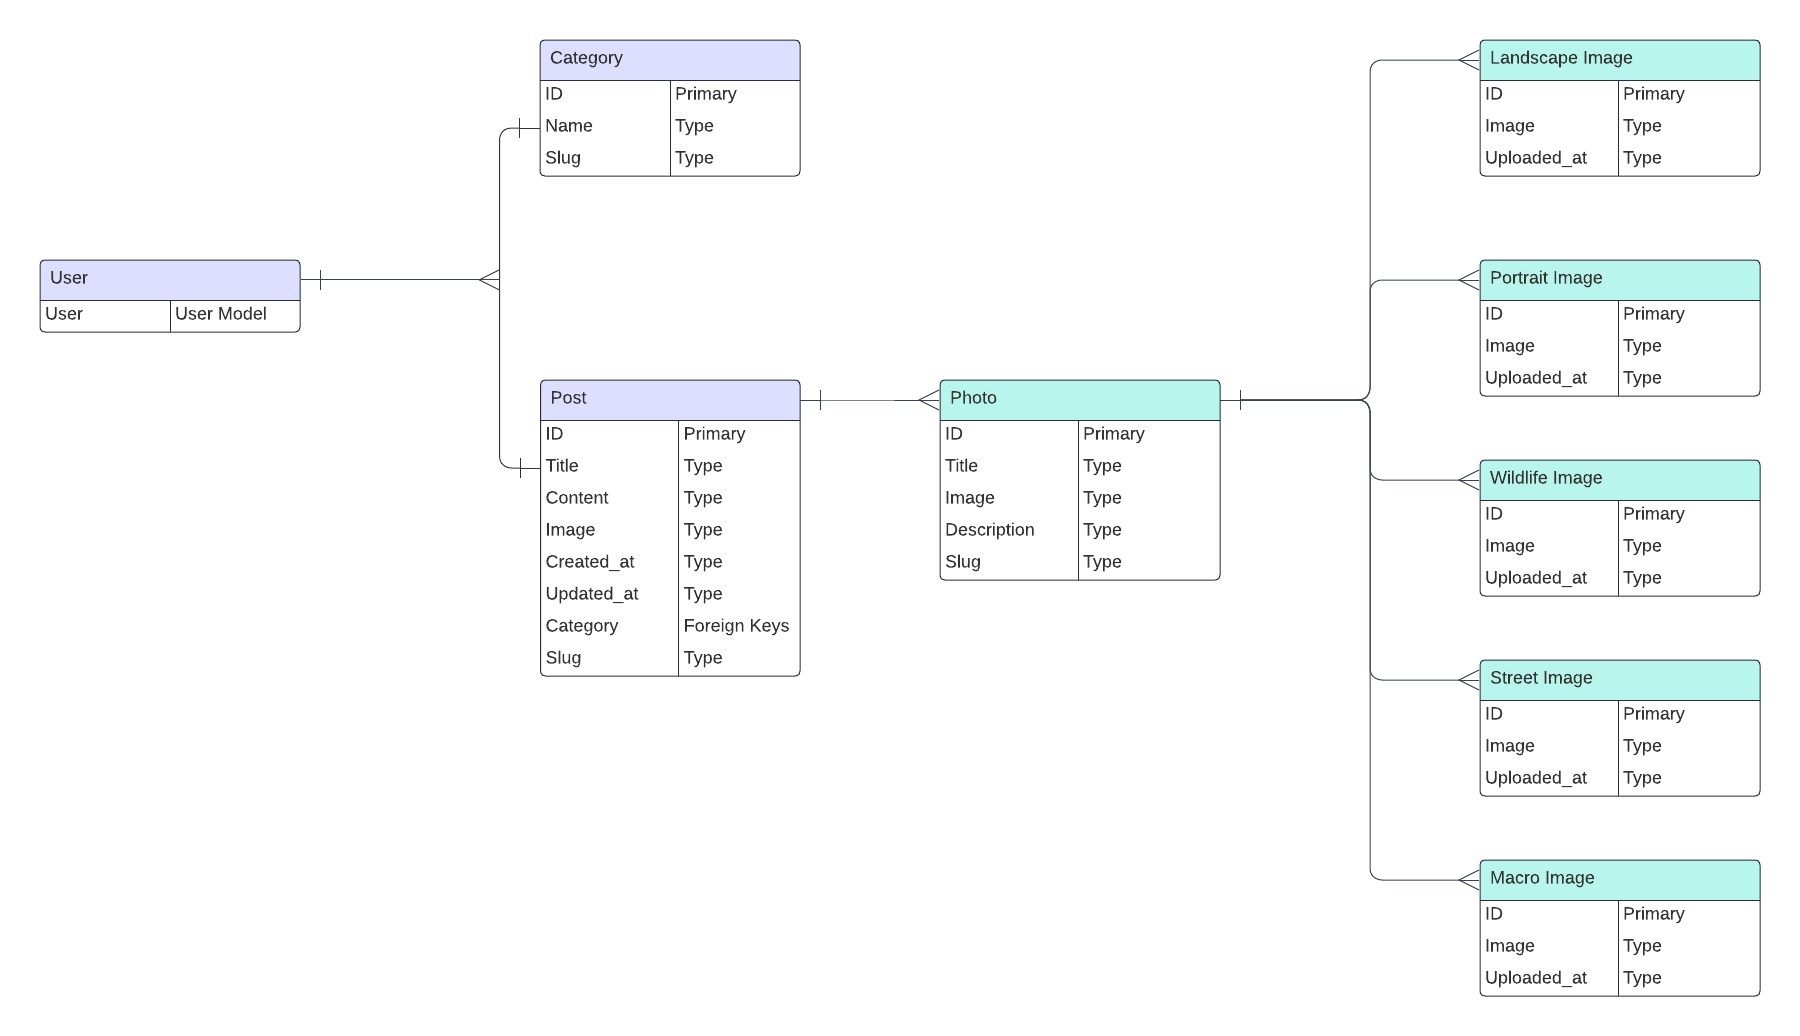 Category
ID Primary
Name Type
Slug Type
User
User User Model
Post
ID Primary
Title Type
Content Type
Image Type
Created_at Type
Updated_at Type
Category Foreign Keys
Slug Type
Photo
ID Primary
Title Type
Image Type
Description Type
Slug Type
Landscape Image
ID Primary
Image Type
Uploaded_at Type
Portrait Image
ID Primary
Image Type
Uploaded_at Type
Wildlife Image
ID Primary
Image Type
Uploaded_at Type
Street Image
ID Primary
Image Type
Uploaded_at Type
Macro Image
ID Primary
Image Type
Uploaded_at Type